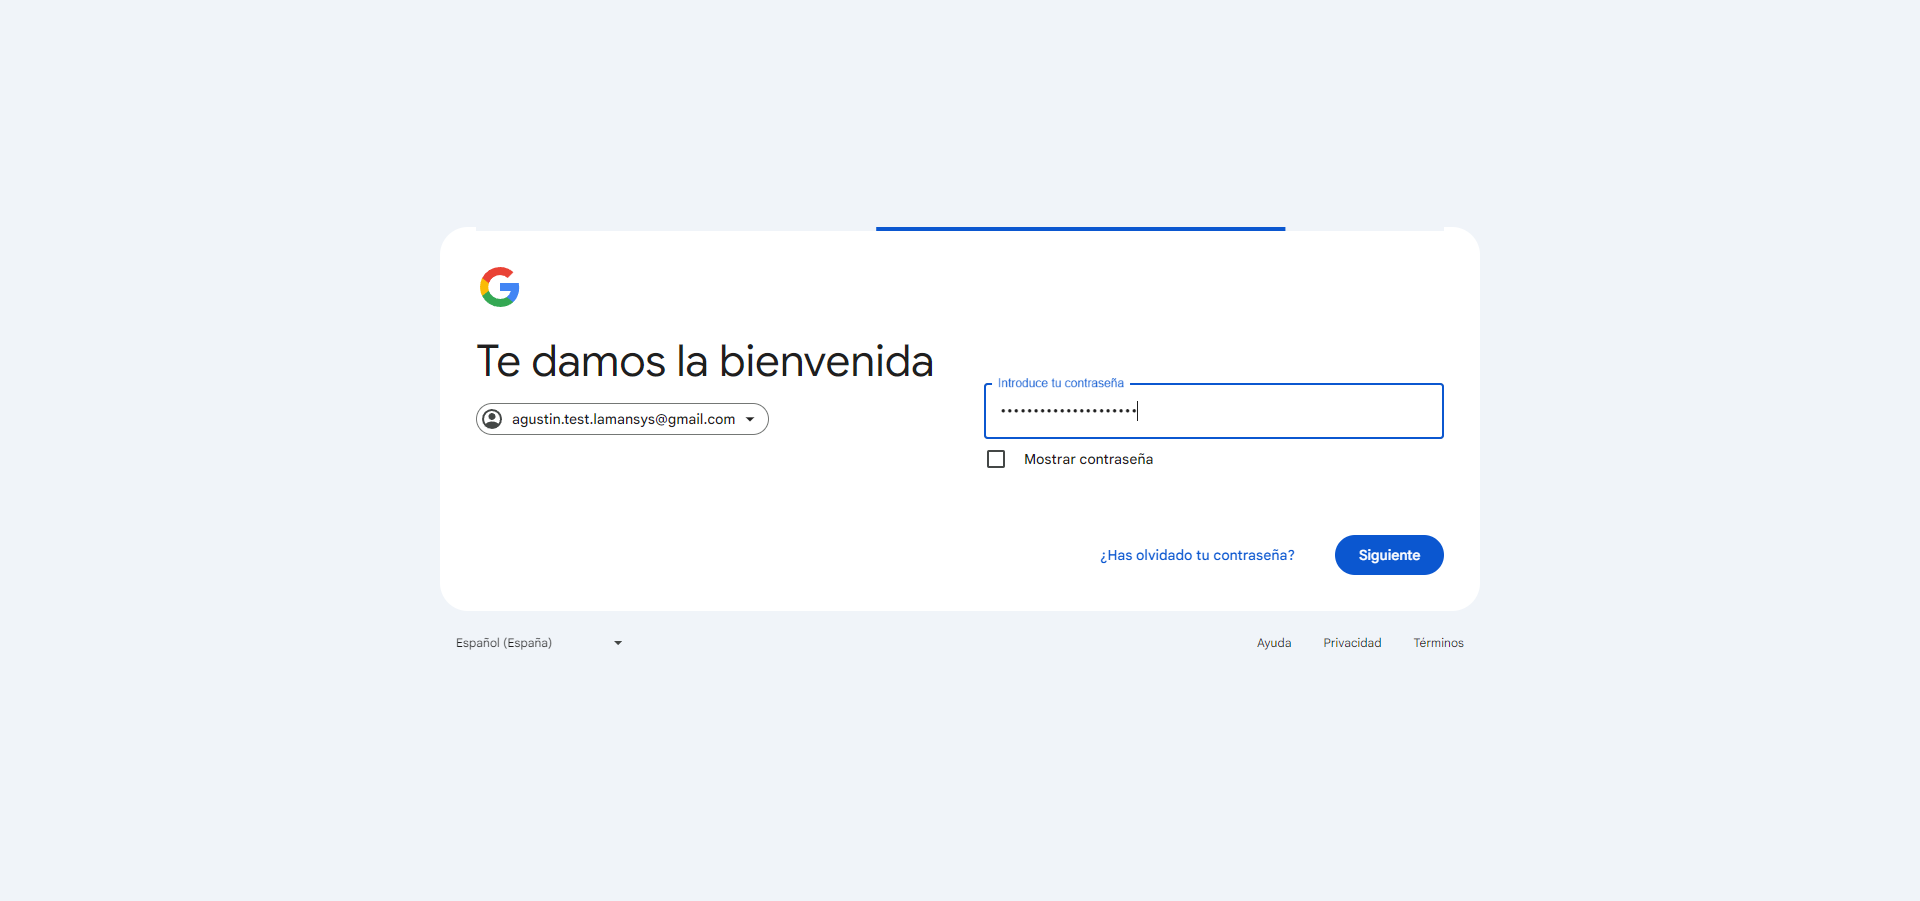 Te damos la bienvenida
agustin.test.lamansys@gmail.com
Introduce tu contraseña
•••••••••••••••••••••
Mostrar contraseña
¿Has olvidado tu contraseña?
Siguiente
Español (España)
Ayuda
Privacidad
Términos